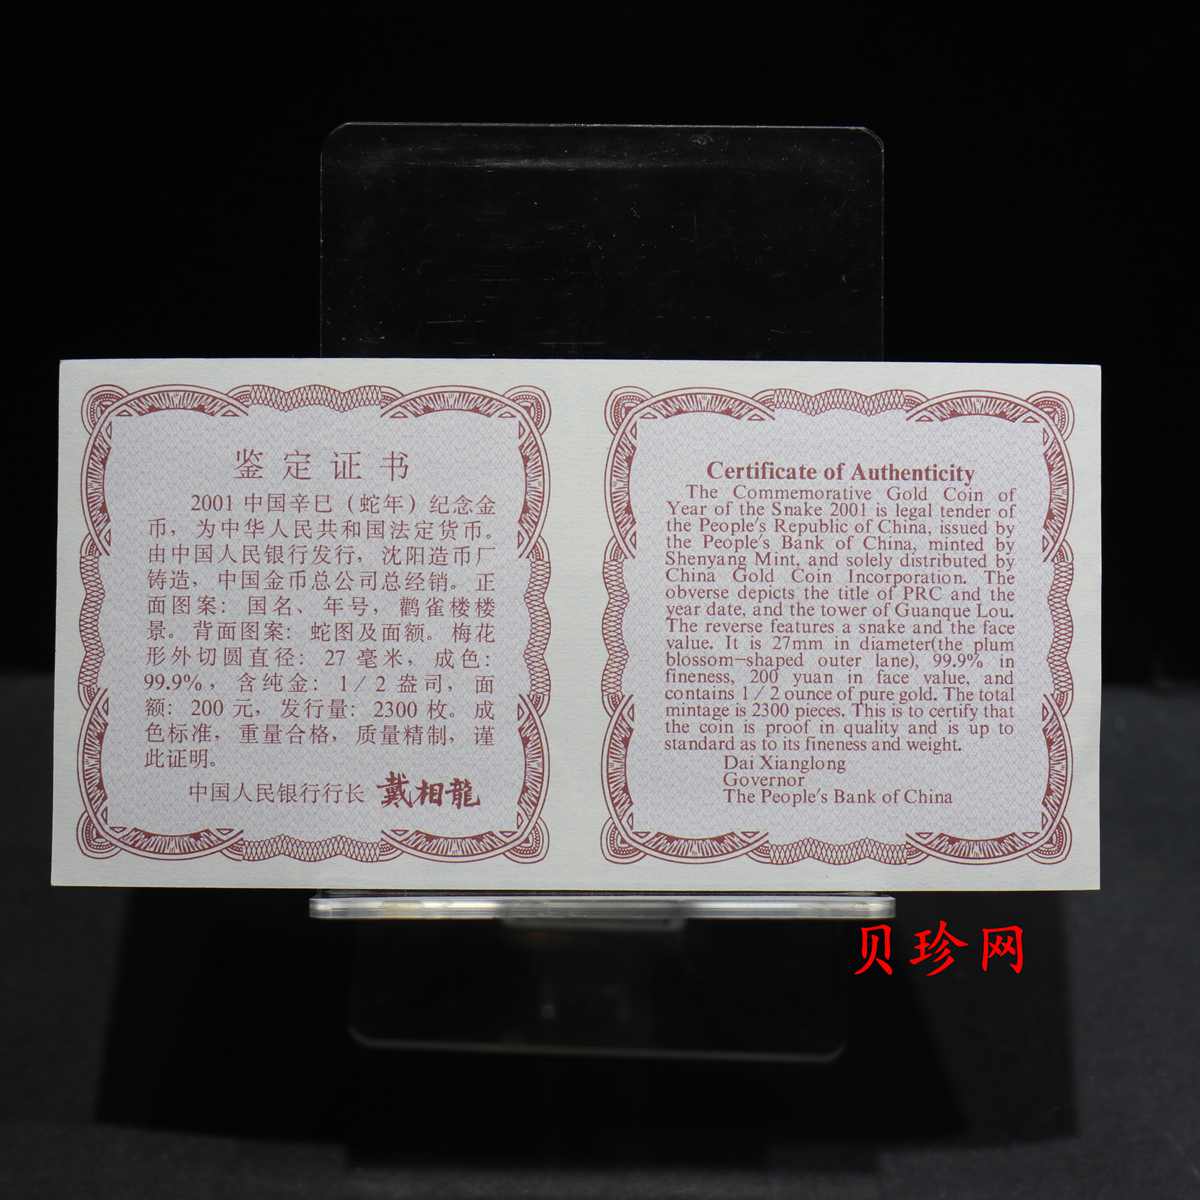 鉴定证书
2001 中国辛巳（蛇年）纪念金
币，为中华人民共和国法定货币。
由中国人民银行发行，沈阳造币厂
铸造，中国金币总公司总经销。正
面图案：国名、年号，鹳雀楼楼
景。背面图案：蛇图及面额。梅花
形外切圆直径：27 毫米，成色：
99.9%，含纯金：1/2 盎司，面
额：200 元，发行量：2300 枚。成
色标准，重量合格，质量精制，谨
此证明。
中国人民银行行长 戴相龍
Certificate of Authenticity
The Commemorative Gold Coin of
Year of the Snake 2001 is legal tender of
the People's Republic of China, issued by
the People's Bank of China, minted by
Shenyang Mint, and solely distributed by
China Gold Coin Incorporation. The
obverse depicts the title of PRC and the
year date, and the tower of Guanque Lou.
The reverse features a snake and the face
value. It is 27mm in diameter(the plum
blossom-shaped outer lane), 99.9% in
fineness, 200 yuan in face value, and
contains 1/2 ounce of pure gold. The total
mintage is 2300 pieces. This is to certify that
the coin is proof in quality and is up to
standard as to its fineness and weight.
Dai Xianglong
Governor
The People's Bank of China
贝珍网